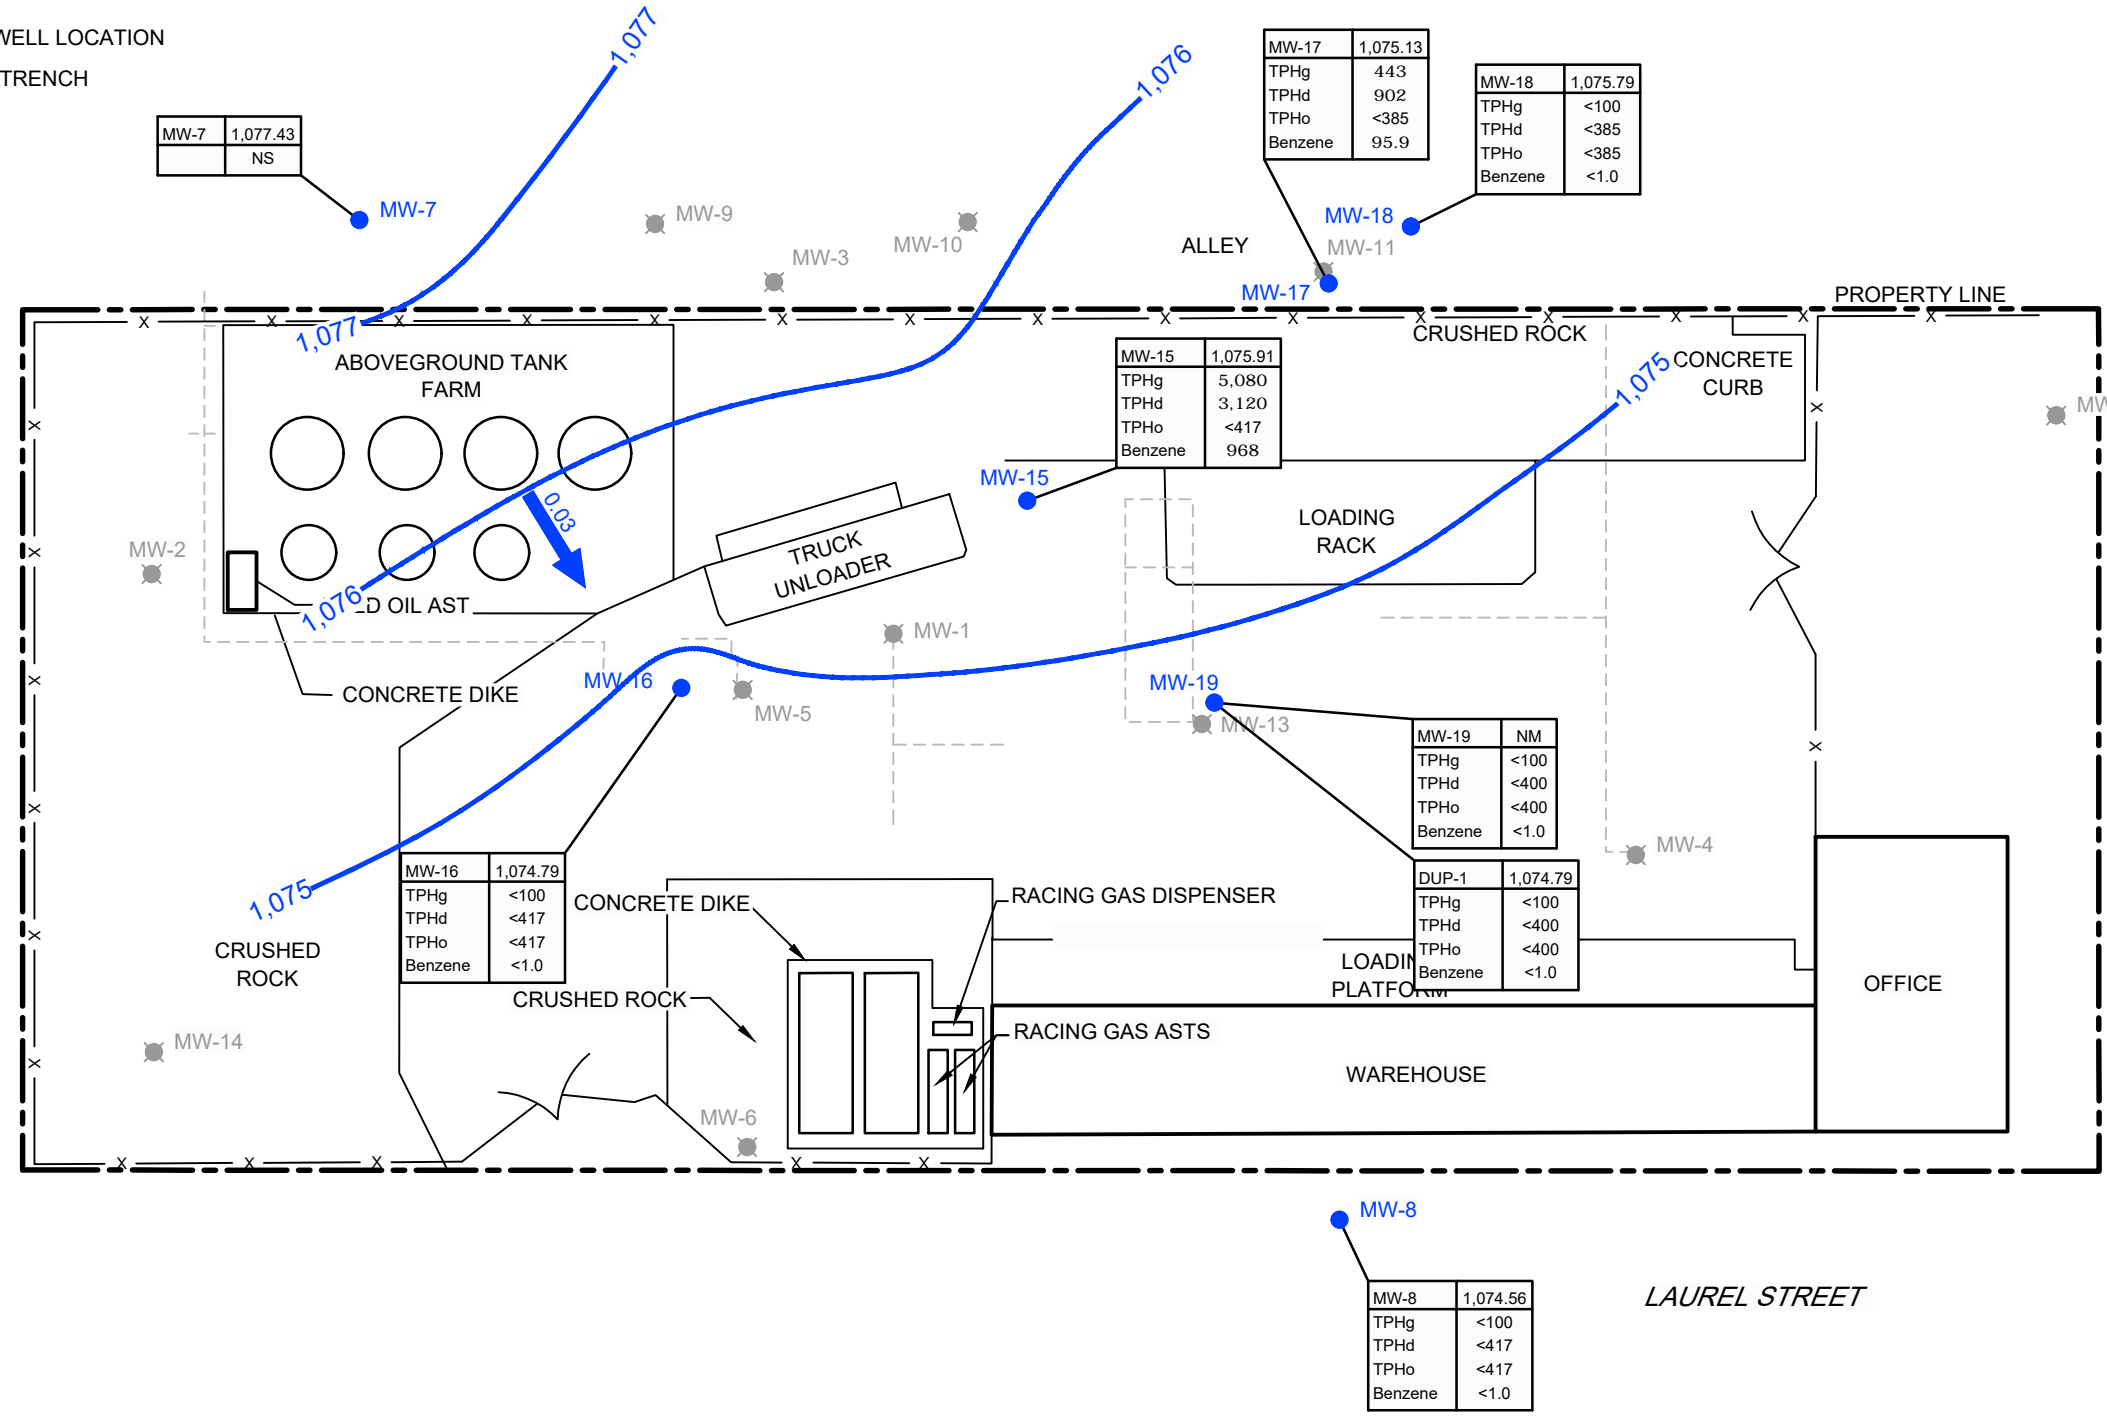 WELL LOCATION
TRENCH
1,077
1,076
MW-17 1,075.13
TPHg 443
TPHd 902
TPHo <385
Benzene 95.9
MW-18 1,075.79
TPHg <100
TPHd <385
TPHo <385
Benzene <1.0
MW-7 1,077.43
NS
MW-7
MW-9
MW-3
MW-10
ALLEY
MW-18
MW-11
MW-17
PROPERTY LINE
1,077
ABOVEGROUND TANK
FARM
CRUSHED ROCK
1,075
CONCRETE
CURB
MW-15 1,075.91
TPHg 5,080
TPHd 3,120
TPHo <417
Benzene 968
MW-15
0.03
LOADING
RACK
TRUCK
UNLOADER
MW-2
1,076
OIL AST
MW-1
CONCRETE DIKE
MW-16
MW-5
MW-19
MW-13
MW-19 NM
TPHg <100
TPHd <400
TPHo <400
Benzene <1.0
MW-4
1,075
MW-16 1,074.79
TPHg <100
TPHd <417
TPHo <417
Benzene <1.0
CONCRETE DIKE
RACING GAS DISPENSER
DUP-1 1,074.79
TPHg <100
TPHd <400
TPHo <400
Benzene <1.0
CRUSHED
ROCK
LOADIN
PLATFORM
OFFICE
CRUSHED ROCK
RACING GAS ASTS
MW-14
WAREHOUSE
MW-6
MW-8
MW-8 1,074.56
TPHg <100
TPHd <417
TPHo <417
Benzene <1.0
LAUREL STREET